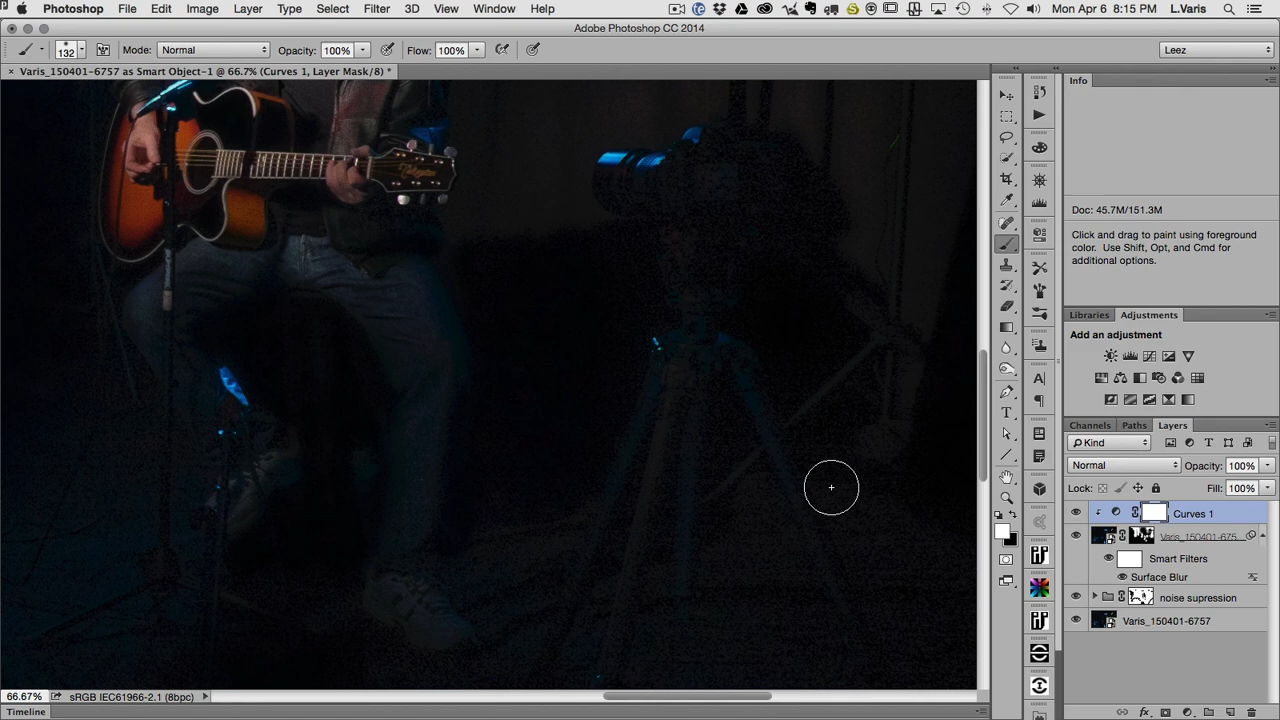 Photoshop File Edit Image Layer Type Select Filter 3D View Window Help Mon Apr 6 8:15 PM L.Varis
Adobe Photoshop CC 2014
132 Mode: Normal Opacity: 100% Flow: 100% Leez
× Varis_150401-6757 as Smart Object-1 @ 66.7% (Curves 1, Layer Mask/8) *
Info
Doc: 45.7M/151.3M
Click and drag to paint using foreground
color. Use Shift, Opt, and Cmd for
additional options.
Libraries Adjustments
Add an adjustment
Channels Paths Layers
Kind
Normal Opacity: 100%
Lock: Fill: 100%
Curves 1
Varis_150401-675...
Smart Filters
Surface Blur
noise supression
Varis_150401-6757
66.67% sRGB IEC61966-2.1 (8bpc)
Timeline